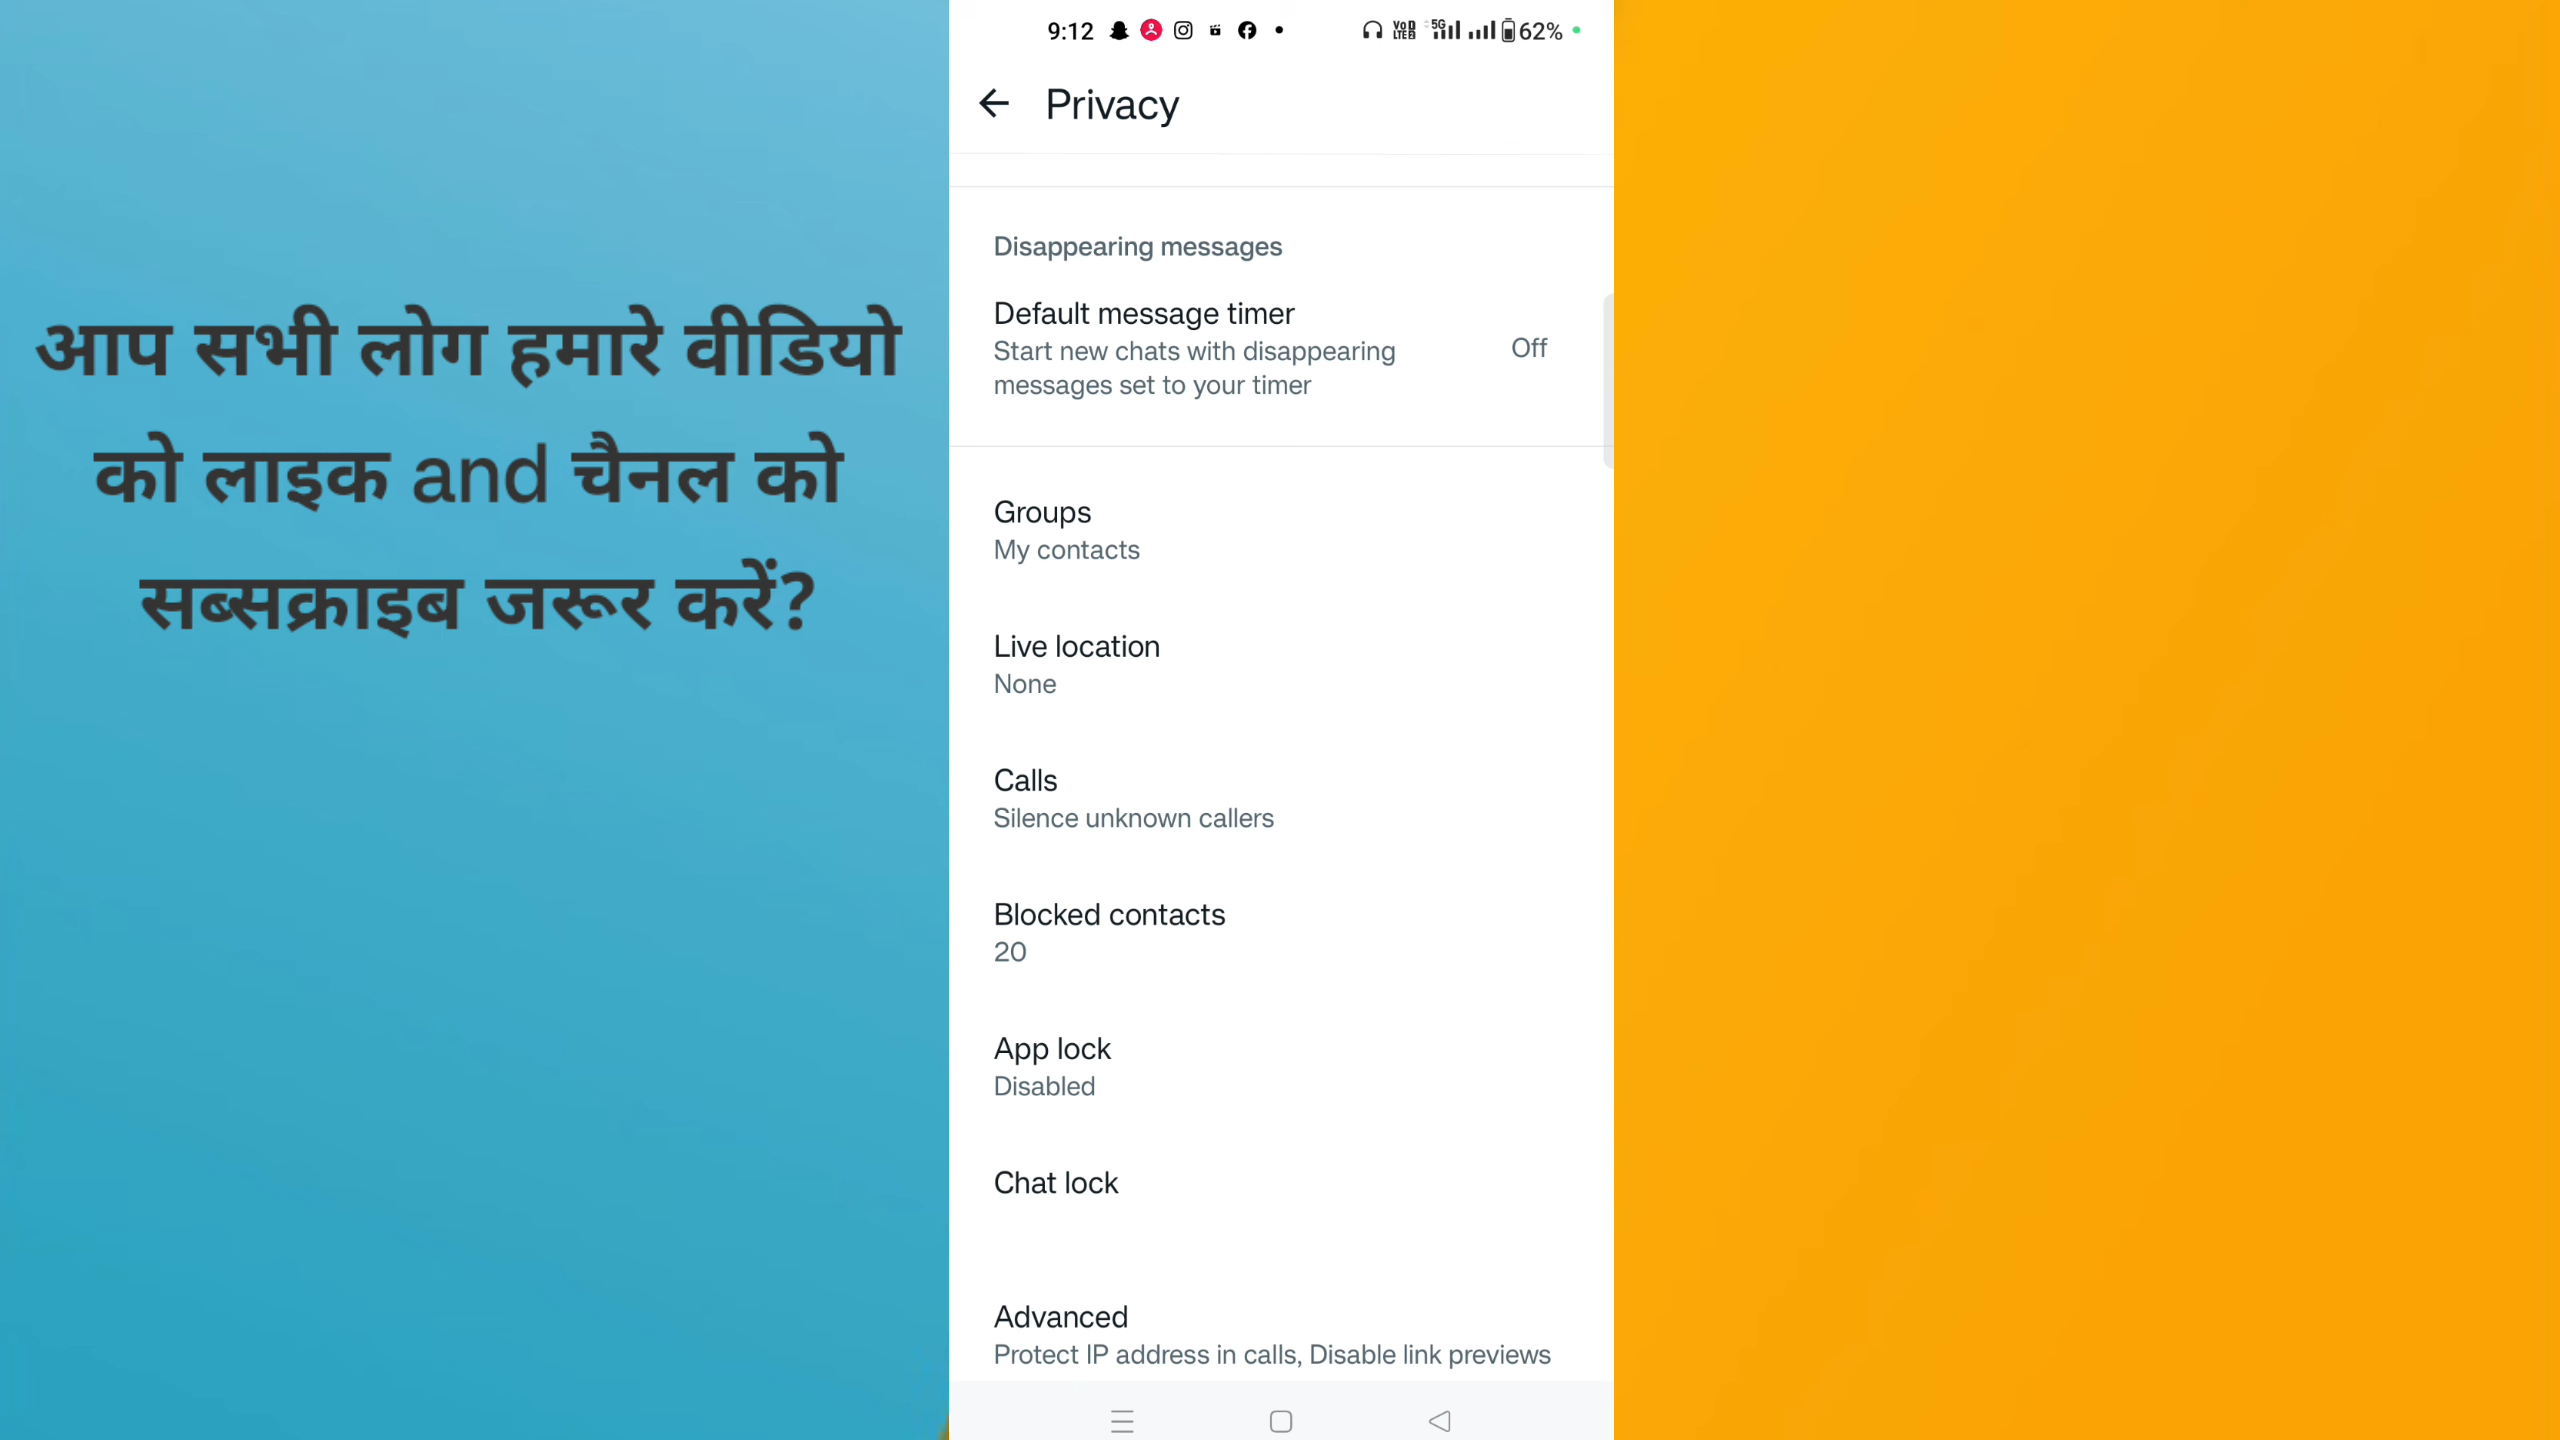 आप सभी लोग हमारे वीडियो
को लाइक and चैनल को
सब्सक्राइब जरूर करें?
9:12
5G
62%
Privacy
Disappearing messages
Default message timer
Start new chats with disappearing
messages set to your timer
Off
Groups
My contacts
Live location
None
Calls
Silence unknown callers
Blocked contacts
20
App lock
Disabled
Chat lock
Advanced
Protect IP address in calls, Disable link previews